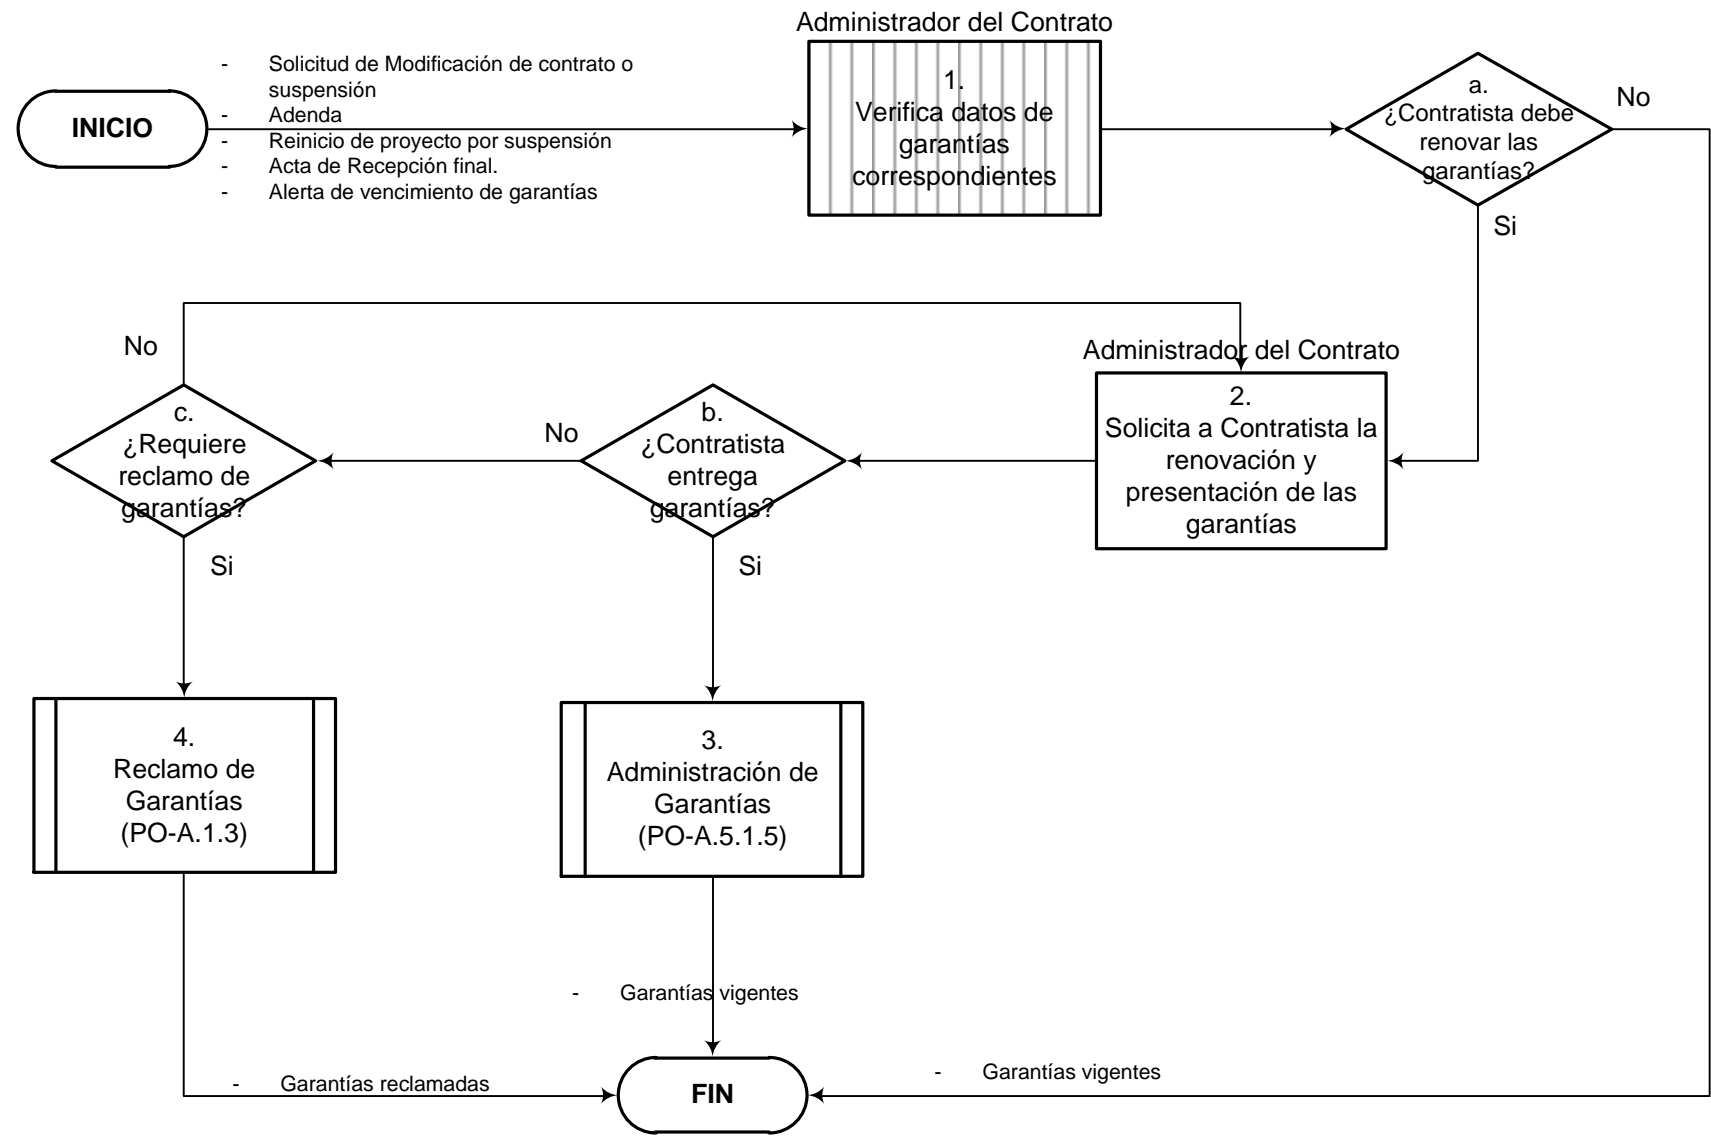 Administrador del Contrato
INICIO
- Solicitud de Modificación de contrato o
suspensión
- Adenda
- Reinicio de proyecto por suspensión
- Acta de Recepción final.
- Alerta de vencimiento de garantías
1.
Verifica datos de
garantías
correspondientes
a.
¿Contratista debe
renovar las
garantías?
No
Si
No
Administrador del Contrato
c.
¿Requiere
reclamo de
garantías?
No
b.
¿Contratista
entrega
garantías?
2.
Solicita a Contratista la
renovación y
presentación de las
garantías
Si
Si
4.
Reclamo de
Garantías
(PO-A.1.3)
3.
Administración de
Garantías
(PO-A.5.1.5)
- Garantías vigentes
- Garantías reclamadas
FIN
- Garantías vigentes